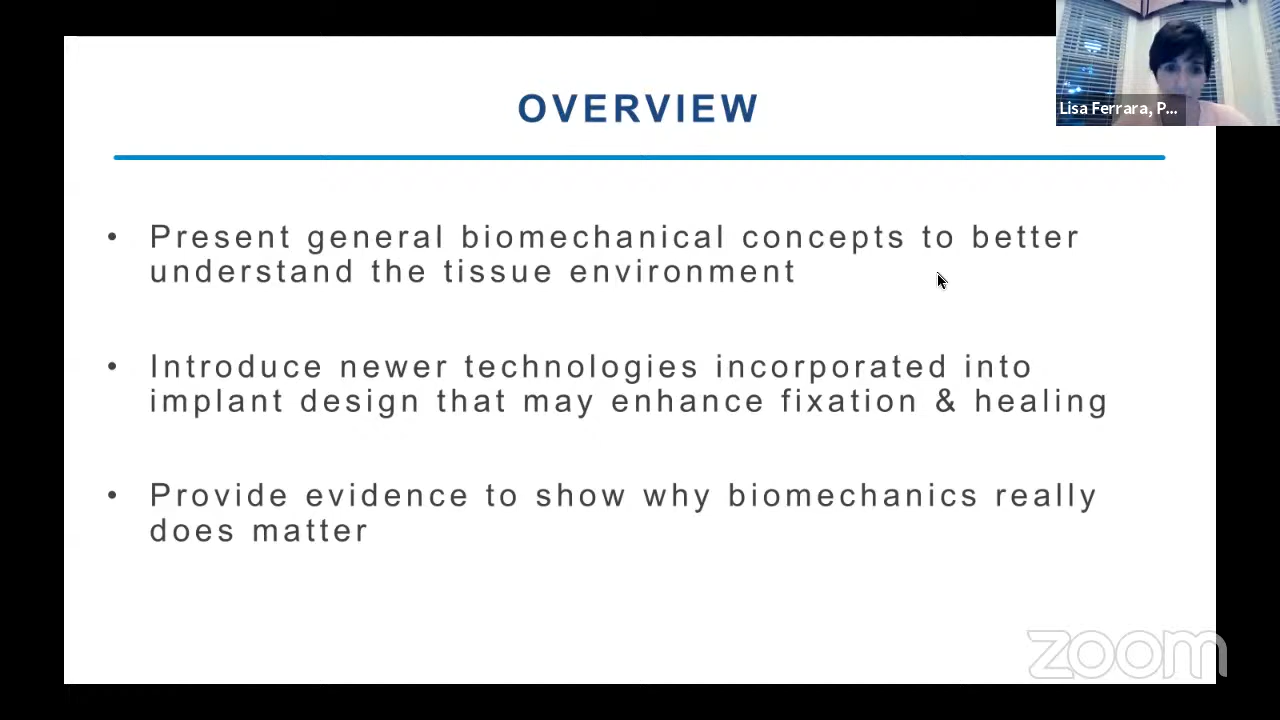 OVERVIEW
Lisa Ferrara, P...
• Present general biomechanical concepts to better
understand the tissue environment
• Introduce newer technologies incorporated into
implant design that may enhance fixation & healing
• Provide evidence to show why biomechanics really
does matter
zoom